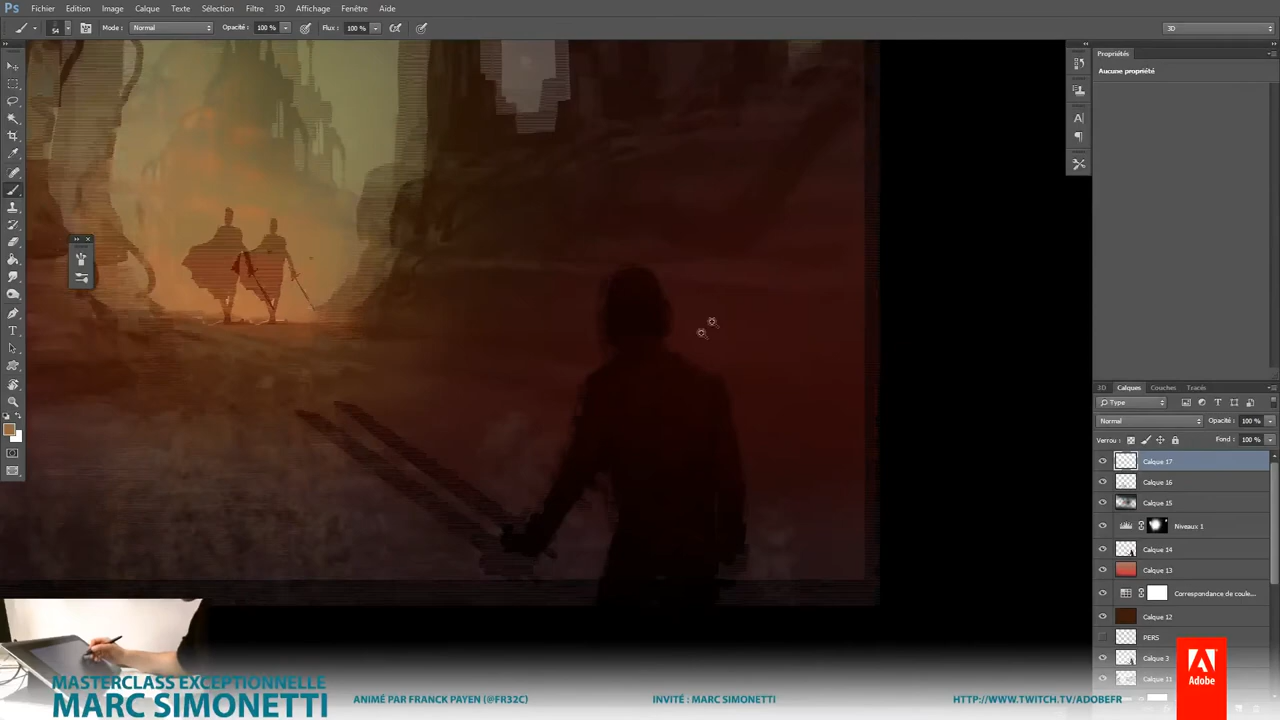 Ps Fichier Edition Image Calque Texte Sélection Filtre 3D Affichage Fenêtre Aide
54 Mode : Normal Opacité : 100 % Flux : 100 % 3D
Propriétés
Aucune propriété
3D Calques Couches Tracés
Type
Normal Opacité : 100 %
Verrou : Fond : 100 %
Calque 17
Calque 16
Calque 15
Niveaux 1
Calque 14
Calque 13
Correspondance de coule...
Calque 12
PERS
Calque 3
Calque 11
Adobe
MASTERCLASS EXCEPTIONNELLE
MARC SIMONETTI
ANIMÉ PAR FRANCK PAYEN (@FR32C)
INVITÉ : MARC SIMONETTI
HTTP://WWW.TWITCH.TV/ADOBEFR